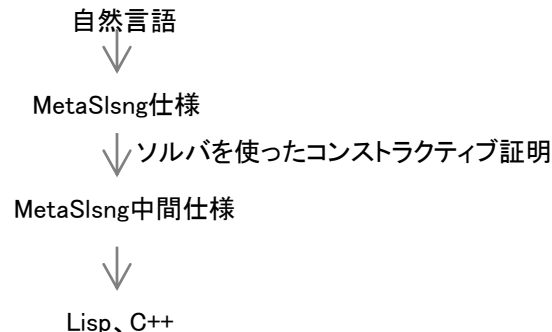 自然言語
MetaSlsng仕様
ソルバを使ったコンストラクティブ証明
MetaSlsng中間仕様
Lisp、C++